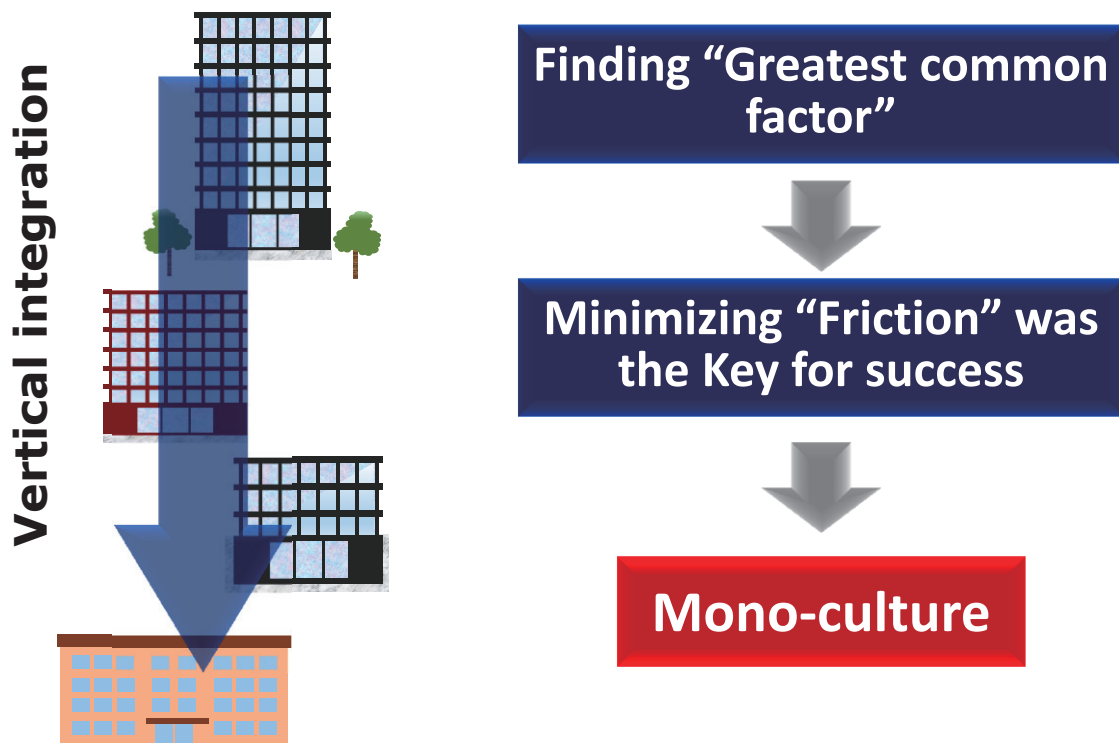 Vertical integration
Finding “Greatest common
factor”
Minimizing “Friction” was
the Key for success
Mono-culture